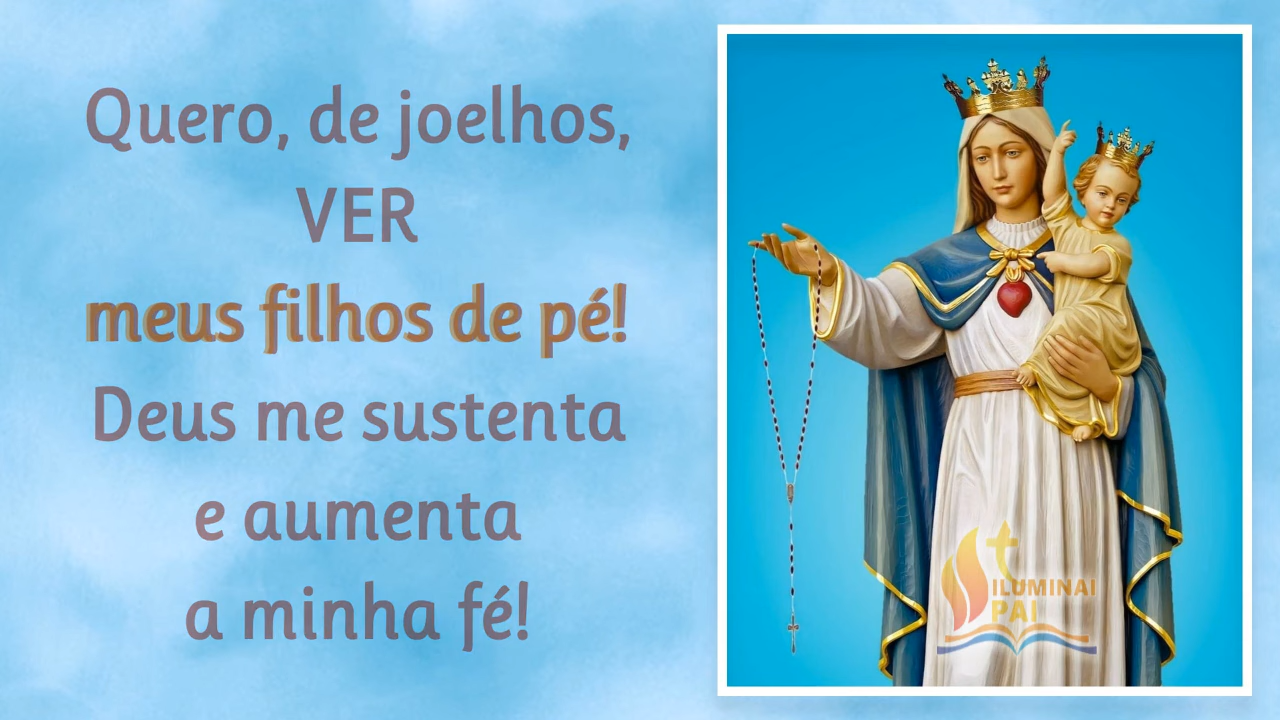 Quero, de joelhos,
VER
meus filhos de pé!
Deus me sustenta
e aumenta
a minha fé!
ILUMINAI
PAI